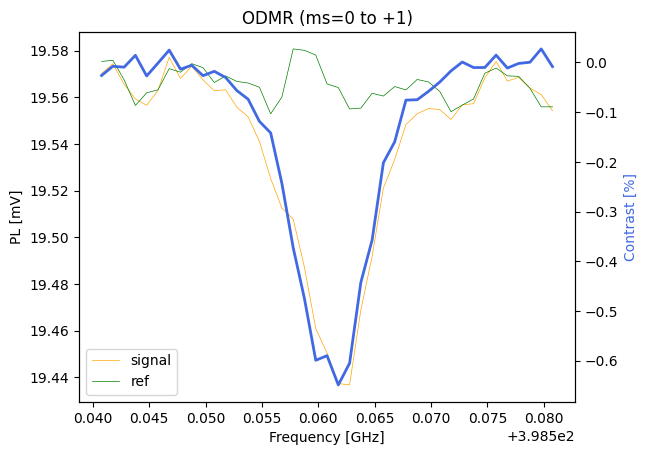 ODMR (ms=0 to +1)
19.58
19.56
19.54
19.52
19.50
19.48
19.46
19.44
PL [mV]
0.0
−0.1
−0.2
−0.3
−0.4
−0.5
−0.6
Contrast [%]
signal
ref
0.040 0.045 0.050 0.055 0.060 0.065 0.070 0.075 0.080
Frequency [GHz]
+3.985e2